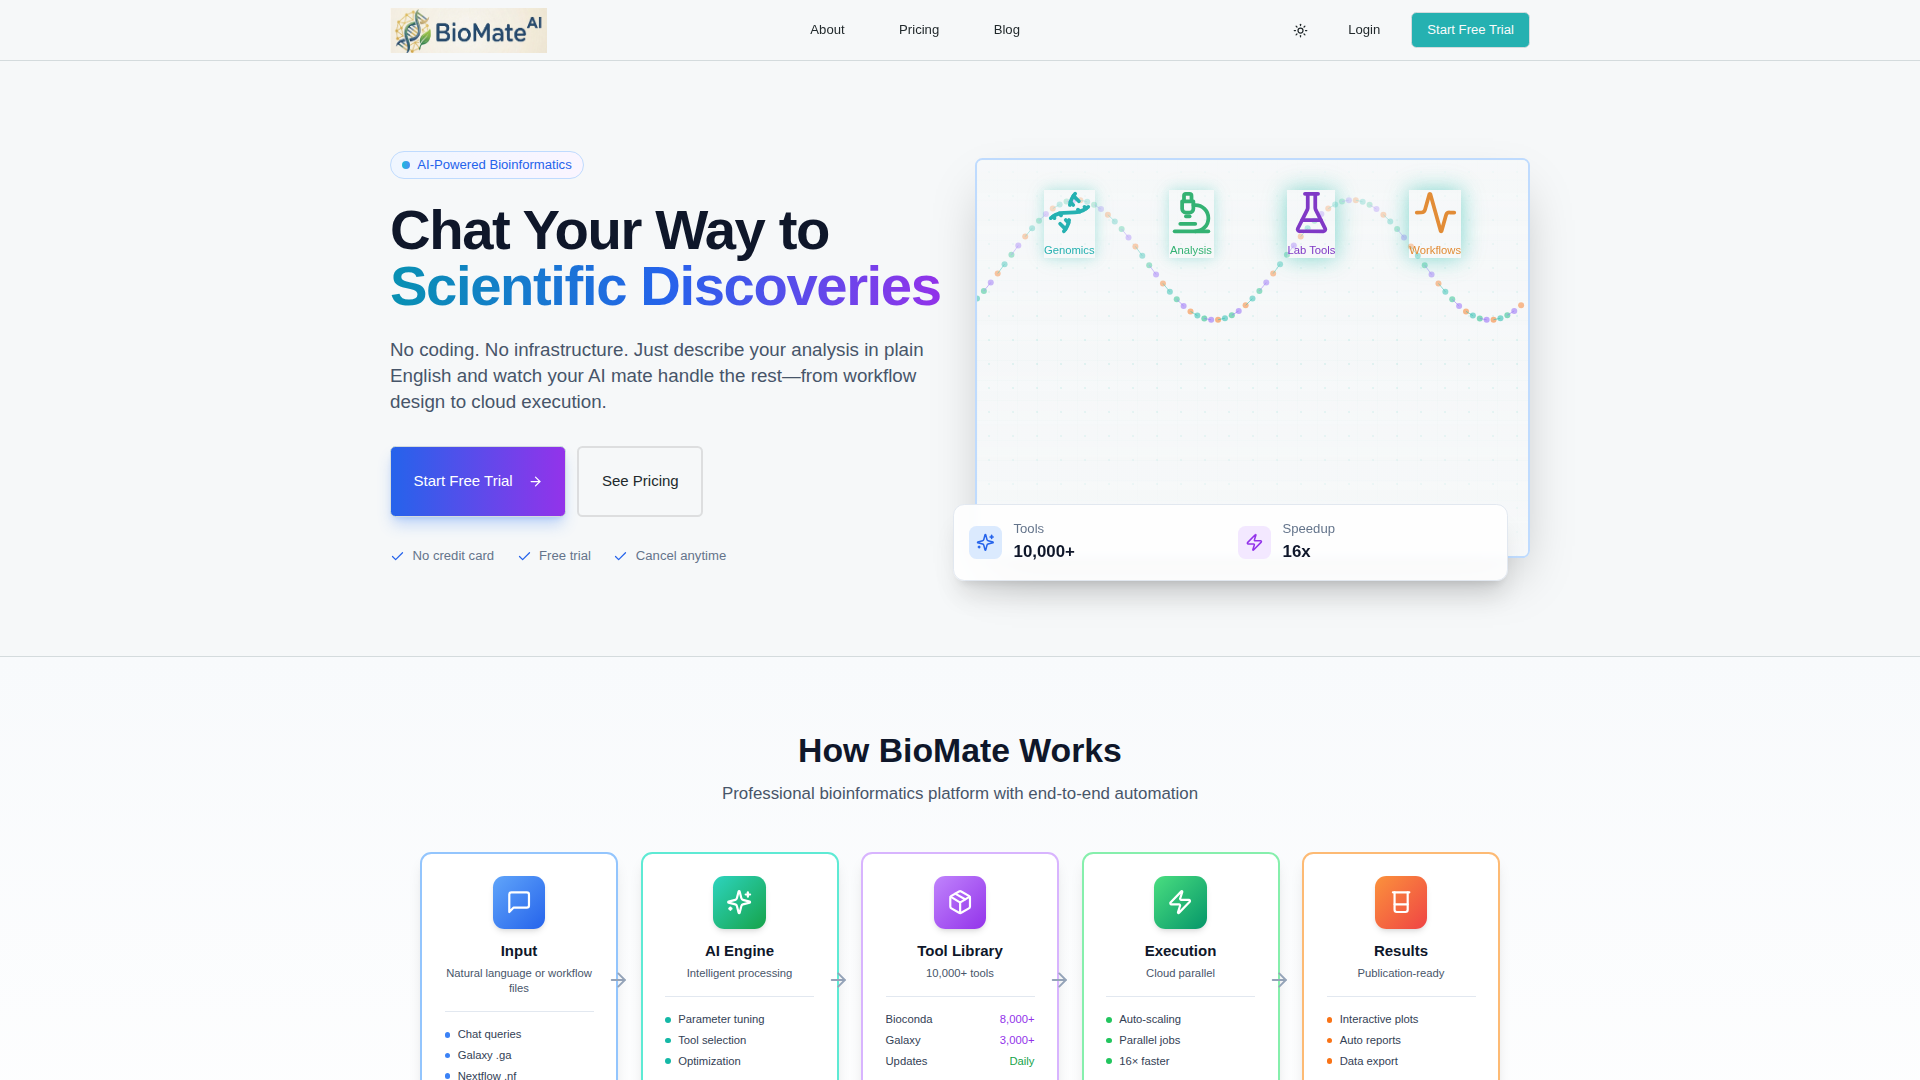 BioMate AI
About
Pricing
Blog
Login
Start Free Trial
AI-Powered Bioinformatics
Chat Your Way to
Scientific Discoveries
No coding. No infrastructure. Just describe your analysis in plain
English and watch your AI mate handle the rest—from workflow
design to cloud execution.
Start Free Trial
See Pricing
No credit card
Free trial
Cancel anytime
Genomics
Analysis
Lab Tools
Workflows
Tools
10,000+
Speedup
16x
How BioMate Works
Professional bioinformatics platform with end-to-end automation
Input
Natural language or workflow
files
Chat queries
Galaxy .ga
Nextflow .nf
AI Engine
Intelligent processing
Parameter tuning
Tool selection
Optimization
Tool Library
10,000+ tools
Bioconda 8,000+
Galaxy 3,000+
Updates Daily
Execution
Cloud parallel
Auto-scaling
Parallel jobs
16× faster
Results
Publication-ready
Interactive plots
Auto reports
Data export